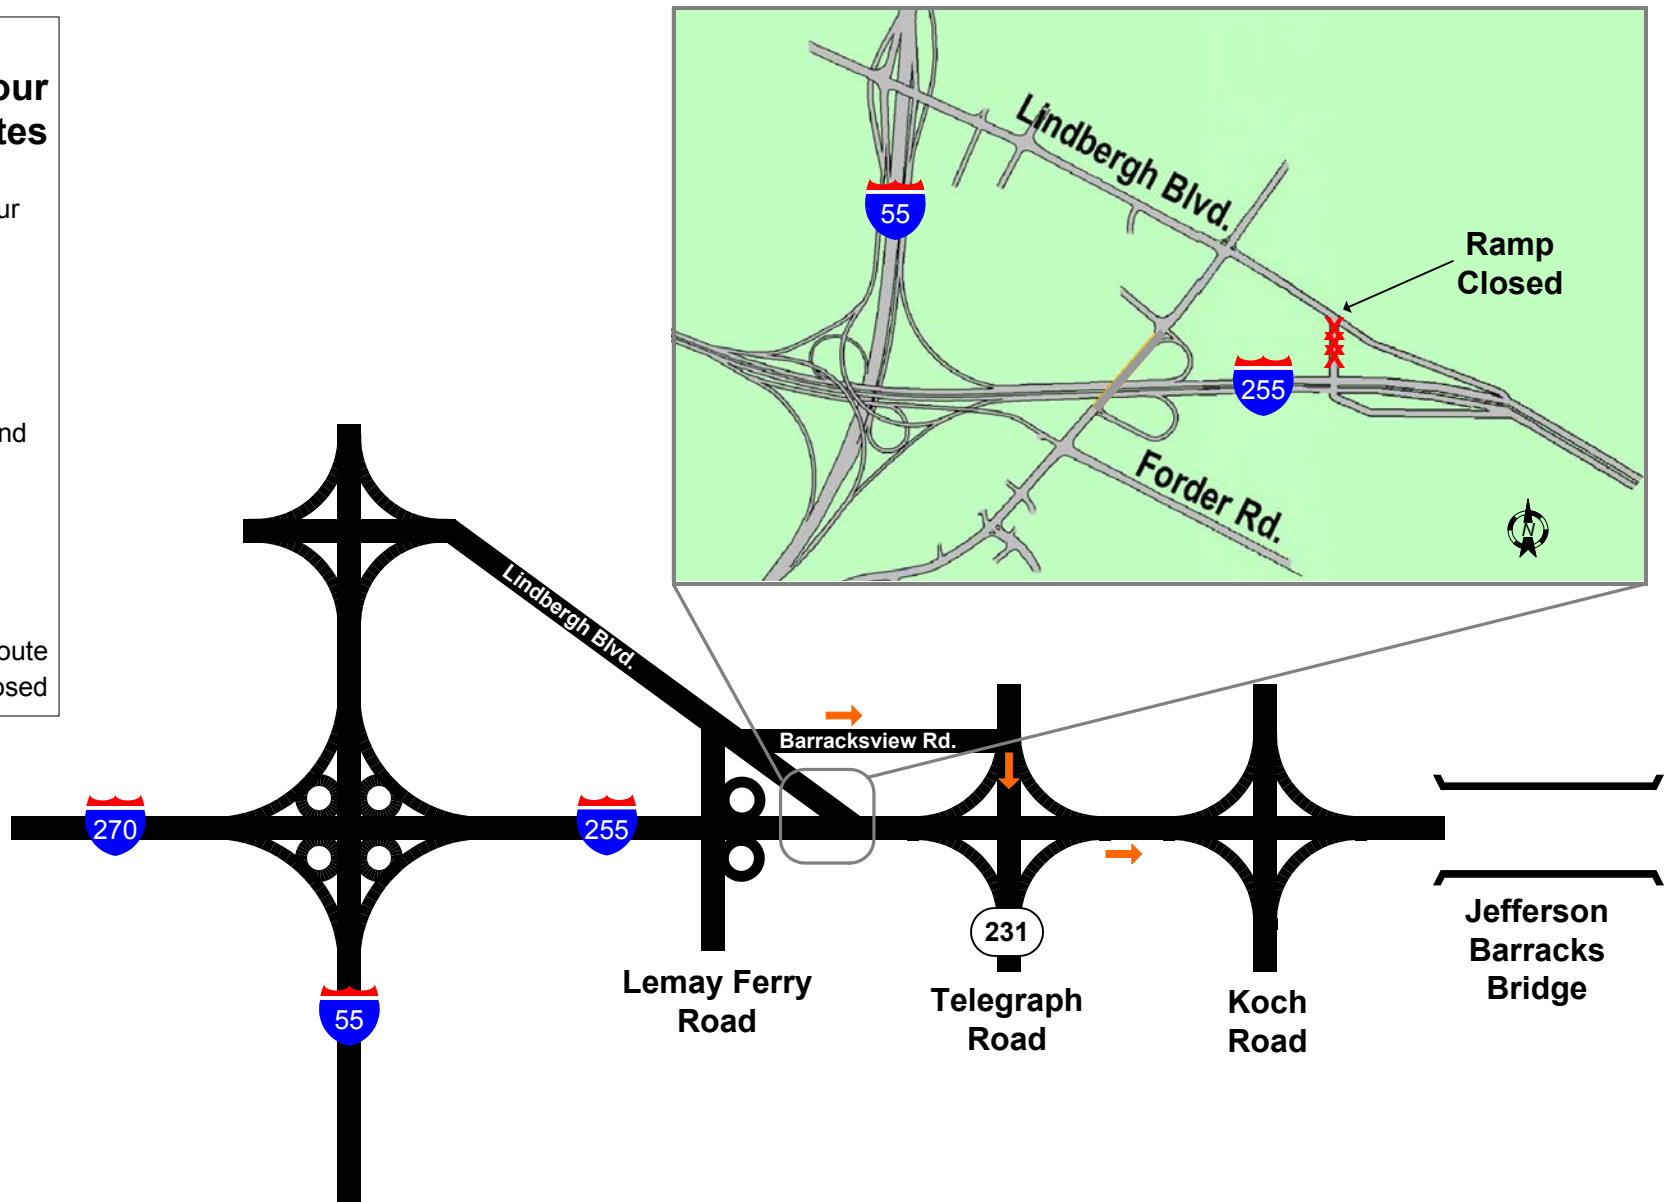 our
tes
ur
nd
oute
osed
Lindbergh Blvd.
55
Ramp
Closed
255
Forder Rd.
N
Lindbergh Blvd.
Barracksview Rd.
270
255
231
Jefferson
Barracks
Bridge
Lemay Ferry
Road
Telegraph
Road
Koch
Road
55